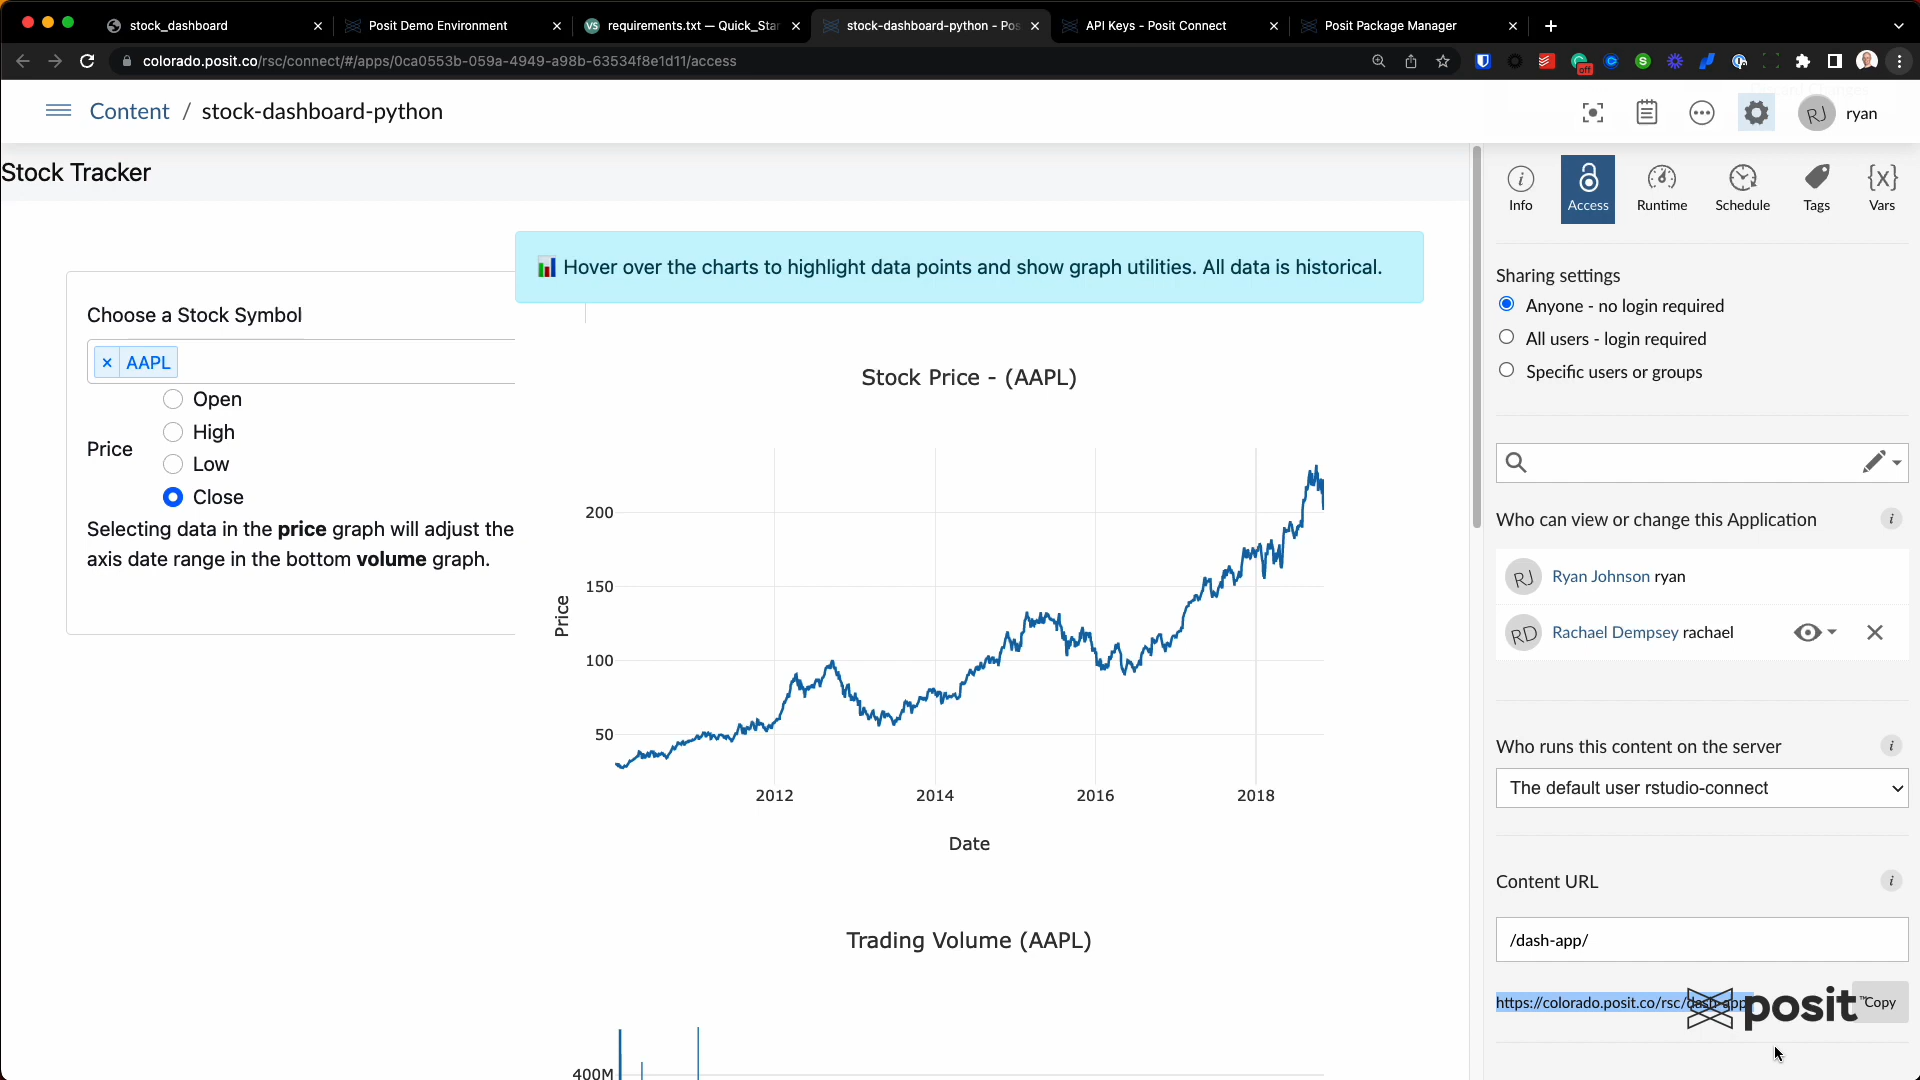 stock_dashboard
Posit Demo Environment
requirements.txt — Quick_Star
stock-dashboard-python - Pos
API Keys - Posit Connect
Posit Package Manager
colorado.posit.co/rsc/connect/#/apps/0ca0553b-059a-4949-a98b-63534f8e1d11/access
Content / stock-dashboard-python
RJ ryan
Stock Tracker
Info
Access
Runtime
Schedule
Tags
{x}
Vars
📊 Hover over the charts to highlight data points and show graph utilities. All data is historical.
Choose a Stock Symbol
× AAPL
Price
Open
High
Low
Close
Selecting data in the price graph will adjust the
axis date range in the bottom volume graph.
Stock Price - (AAPL)
Price
200
150
100
50
2012
2014
2016
2018
Date
Trading Volume (AAPL)
400M
Sharing settings
Anyone - no login required
All users - login required
Specific users or groups
Who can view or change this Application
RJ Ryan Johnson ryan
RD Rachael Dempsey rachael
Who runs this content on the server
The default user rstudio-connect
Content URL
/dash-app/
https://colorado.posit.co/rsc/dash-app
posit™
Copy